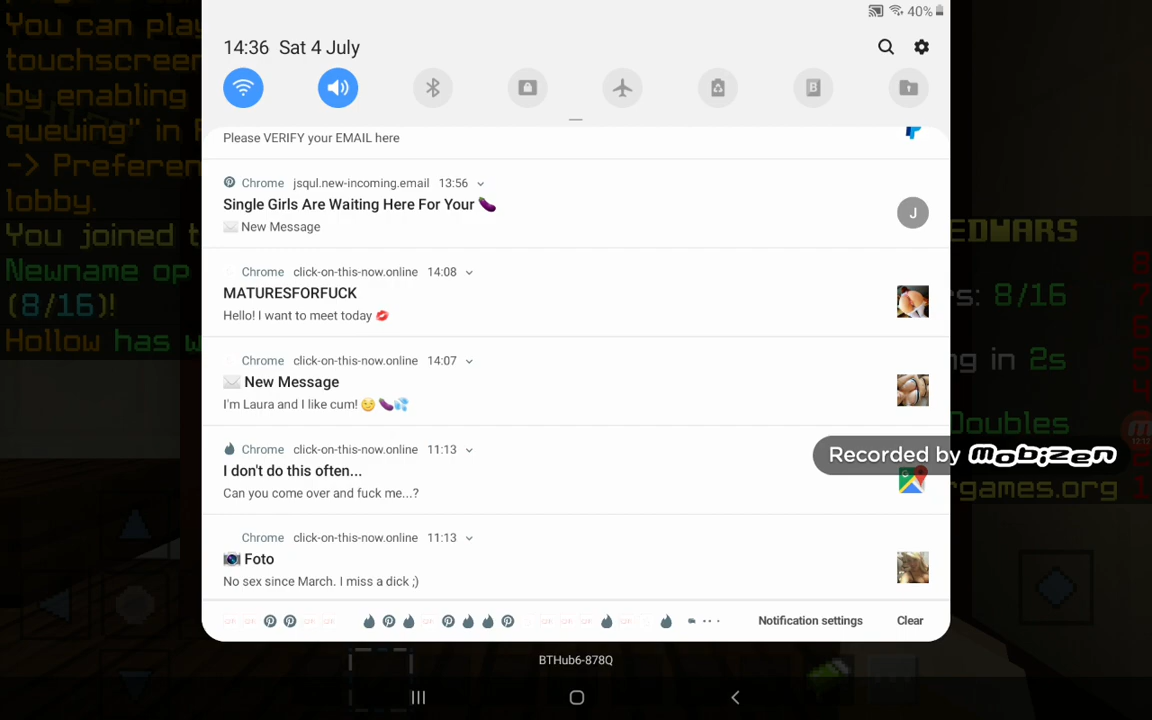 40%
14:36 Sat 4 July
Please VERIFY your EMAIL here
Chrome jsqul.new-incoming.email 13:56
Single Girls Are Waiting Here For Your 🍆
✉️ New Message
J
Chrome click-on-this-now.online 14:08
MATURESFORFUCK
Hello! I want to meet today 💋
Chrome click-on-this-now.online 14:07
✉️ New Message
I'm Laura and I like cum! 😏 🍆💦
Chrome click-on-this-now.online 11:13
I don't do this often...
Can you come over and fuck me...?
Chrome click-on-this-now.online 11:13
📷 Foto
No sex since March. I miss a dick ;)
Notification settings Clear
BTHub6-878Q
Recorded by Mobizen
You can play
touchscreen
by enabling
queuing" in
-> Preferen
lobby.
You joined t
Newname op
(8/16)!
Hollow has w
EDWARS
rs: 8/16
ng in 2s
Doubles
rgames.org
8
7
6
5
4
1